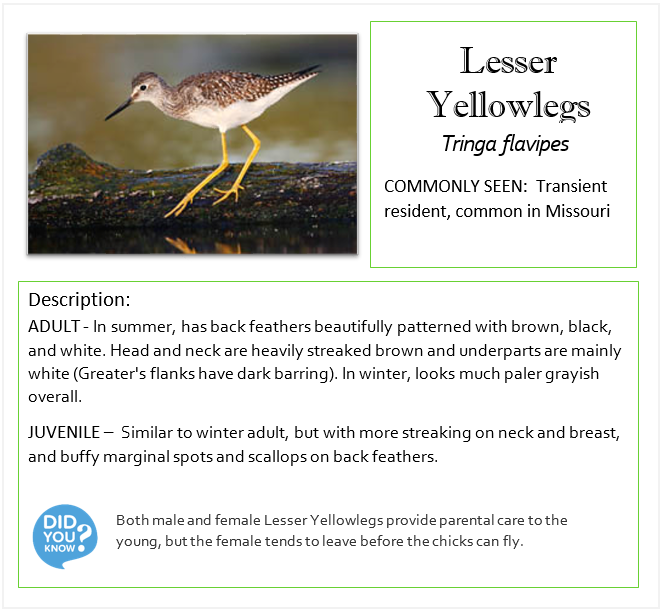 Lesser
Yellowlegs
Tringa flavipes
COMMONLY SEEN: Transient
resident, common in Missouri
Description:
ADULT - In summer, has back feathers beautifully patterned with brown, black,
and white. Head and neck are heavily streaked brown and underparts are mainly
white (Greater's flanks have dark barring). In winter, looks much paler grayish
overall.
JUVENILE – Similar to winter adult, but with more streaking on neck and breast,
and buffy marginal spots and scallops on back feathers.
DID
YOU
KNOW ?
Both male and female Lesser Yellowlegs provide parental care to the
young, but the female tends to leave before the chicks can fly.